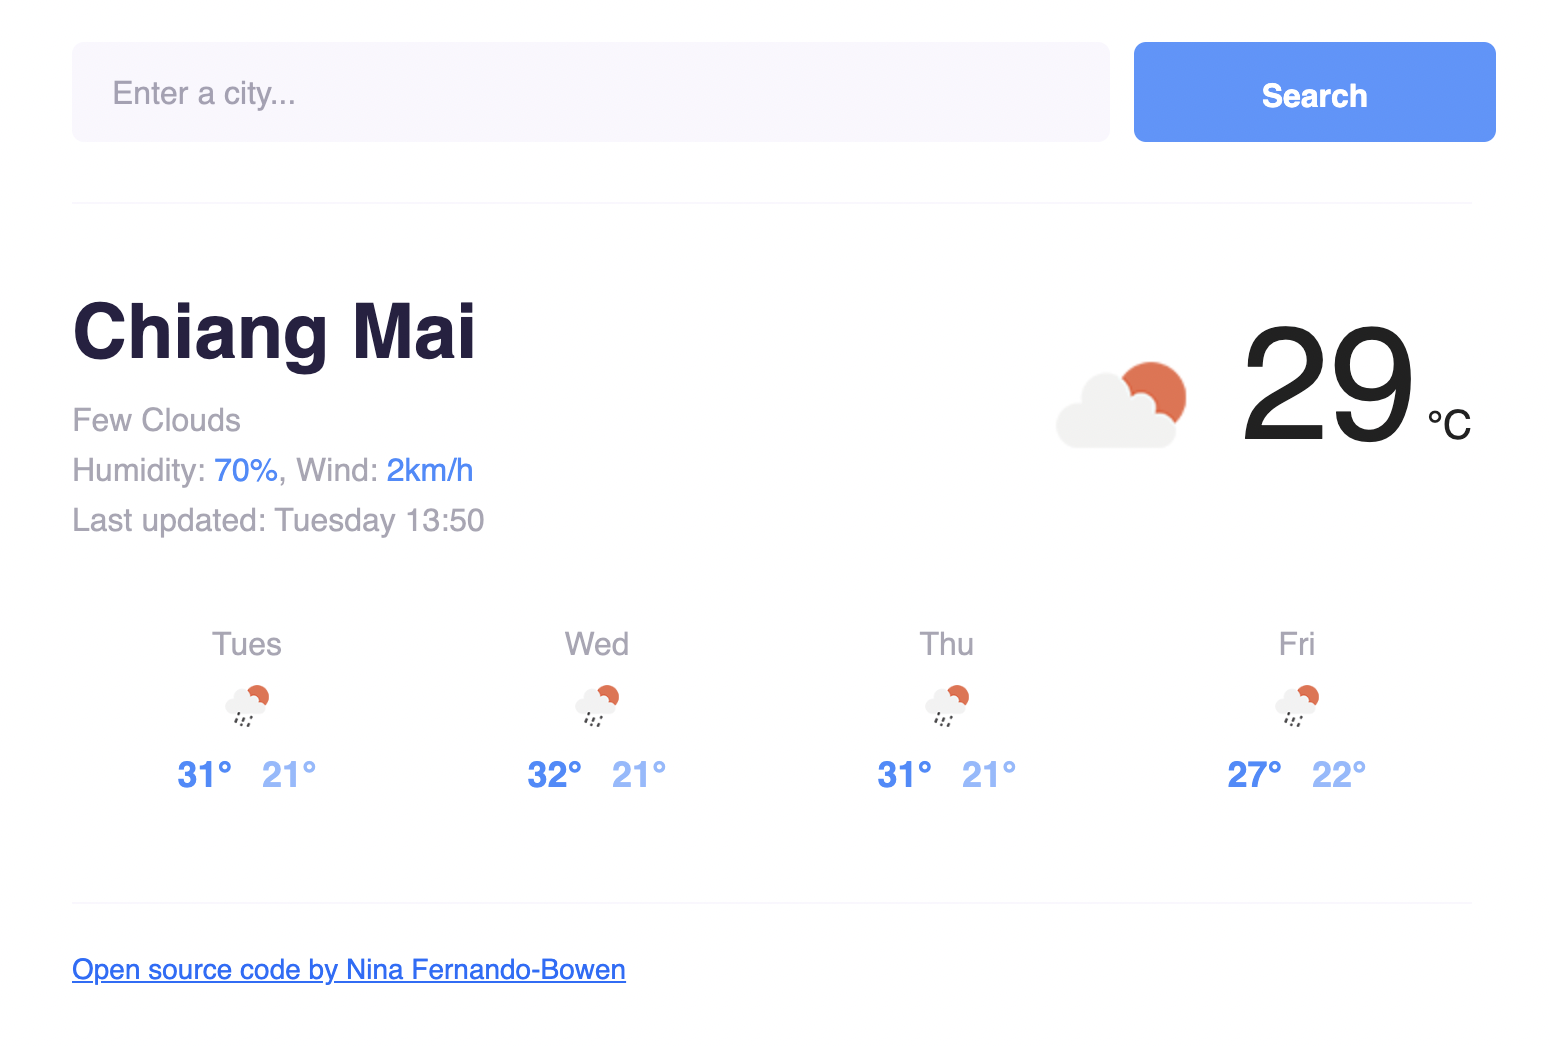 Enter a city...
Search
Chiang Mai
29 °C
Few Clouds
Humidity: 70%, Wind: 2km/h
Last updated: Tuesday 13:50
Tues Wed Thu Fri
31° 21° 32° 21° 31° 21° 27° 22°
Open source code by Nina Fernando-Bowen